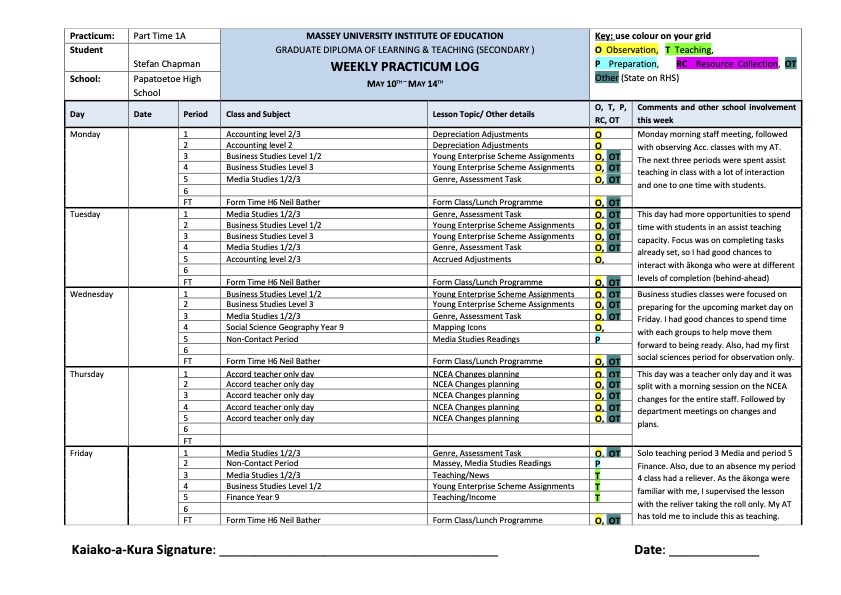 Practicum: Part Time 1A MASSEY UNIVERSITY INSTITUTE OF EDUCATION Key: use colour on your grid
Student Stefan Chapman GRADUATE DIPLOMA OF LEARNING & TEACHING (SECONDARY ) O Observation, T Teaching,
WEEKLY PRACTICUM LOG P Preparation, RC Resource Collection, OT
School: Papatoetoe High School MAY 10TH – MAY 14TH Other (State on RHS)
Day Date Period Class and Subject Lesson Topic/ Other details O, T, P, RC, OT Comments and other school involvement this week
Monday
1 Accounting level 2/3 Depreciation Adjustments O
2 Accounting level 2 Depreciation Adjustments O
3 Business Studies Level 1/2 Young Enterprise Scheme Assignments O, OT
4 Business Studies Level 3 Young Enterprise Scheme Assignments O, OT
5 Media Studies 1/2/3 Genre, Assessment Task O, OT
6
FT Form Time H6 Neil Bather Form Class/Lunch Programme O, OT
Monday morning staff meeting, followed
with observing Acc. classes with my AT.
The next three periods were spent assist
teaching in class with a lot of interaction
and one to one time with students.
Tuesday
1 Media Studies 1/2/3 Genre, Assessment Task O, OT
2 Business Studies Level 1/2 Young Enterprise Scheme Assignments O, OT
3 Business Studies Level 3 Young Enterprise Scheme Assignments O, OT
4 Media Studies 1/2/3 Genre, Assessment Task O, OT
5 Accounting level 2/3 Accrued Adjustments O,
6
FT Form Time H6 Neil Bather Form Class/Lunch Programme O, OT
This day had more opportunities to spend
time with students in an assist teaching
capacity. Focus was on completing tasks
already set, so I had good chances to
interact with ākonga who were at different
levels of completion (behind-ahead)
Wednesday
1 Business Studies Level 1/2 Young Enterprise Scheme Assignments O, OT
2 Business Studies Level 3 Young Enterprise Scheme Assignments O, OT
3 Media Studies 1/2/3 Genre, Assessment Task O, OT
4 Social Science Geography Year 9 Mapping Icons O,
5 Non-Contact Period Media Studies Readings P
6
FT Form Time H6 Neil Bather Form Class/Lunch Programme O, OT
Business studies classes were focused on
preparing for the upcoming market day on
Friday. I had good chances to spend time
with each groups to help move them
forward to being ready. Also, had my first
social sciences period for observation only.
Thursday
1 Accord teacher only day NCEA Changes planning O, OT
2 Accord teacher only day NCEA Changes planning O, OT
3 Accord teacher only day NCEA Changes planning O, OT
4 Accord teacher only day NCEA Changes planning O, OT
5 Accord teacher only day NCEA Changes planning O, OT
6
FT
This day was a teacher only day and it was
split with a morning session on the NCEA
changes for the entire staff. Followed by
department meetings on changes and
plans.
Friday
1 Media Studies 1/2/3 Genre, Assessment Task O, OT
2 Non-Contact Period Massey, Media Studies Readings P
3 Media Studies 1/2/3 Teaching/News T
4 Business Studies Level 1/2 Young Enterprise Scheme Assignments T
5 Finance Year 9 Teaching/Income T
6
FT Form Time H6 Neil Bather Form Class/Lunch Programme O, OT
Solo teaching period 3 Media and period 5
Finance. Also, due to an absence my period
4 class had a reliever. As the class were
familiar with me, I supervised the lesson
with the reliver taking the roll only. My AT
has told me to include this as teaching.
Kaiako-a-Kura Signature: ____________________ Date: ____________